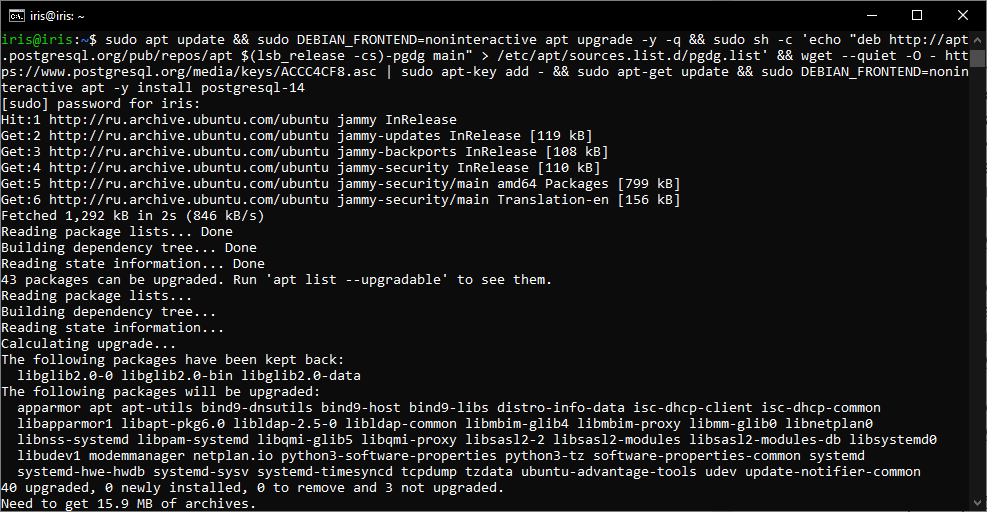 iris@iris: ~
iris@iris:~$ sudo apt update && sudo DEBIAN_FRONTEND=noninteractive apt upgrade -y -q && sudo sh -c 'echo "deb http://apt
.postgresql.org/pub/repos/apt $(lsb_release -cs)-pgdg main" > /etc/apt/sources.list.d/pgdg.list' && wget --quiet -O - htt
ps://www.postgresql.org/media/keys/ACCC4CF8.asc | sudo apt-key add - && sudo apt-get update && sudo DEBIAN_FRONTEND=nonin
teractive apt -y install postgresql-14
[sudo] password for iris:
Hit:1 http://ru.archive.ubuntu.com/ubuntu jammy InRelease
Get:2 http://ru.archive.ubuntu.com/ubuntu jammy-updates InRelease [119 kB]
Get:3 http://ru.archive.ubuntu.com/ubuntu jammy-backports InRelease [108 kB]
Get:4 http://ru.archive.ubuntu.com/ubuntu jammy-security InRelease [110 kB]
Get:5 http://ru.archive.ubuntu.com/ubuntu jammy-security/main amd64 Packages [799 kB]
Get:6 http://ru.archive.ubuntu.com/ubuntu jammy-security/main Translation-en [156 kB]
Fetched 1,292 kB in 2s (846 kB/s)
Reading package lists... Done
Building dependency tree... Done
Reading state information... Done
43 packages can be upgraded. Run 'apt list --upgradable' to see them.
Reading package lists...
Building dependency tree...
Reading state information...
Calculating upgrade...
The following packages have been kept back:
  libglib2.0-0 libglib2.0-bin libglib2.0-data
The following packages will be upgraded:
  apparmor apt apt-utils bind9-dnsutils bind9-host bind9-libs distro-info-data isc-dhcp-client isc-dhcp-common
  libapparmor1 libapt-pkg6.0 libldap-2.5-0 libldap-common libmbim-glib4 libmbim-proxy libmm-glib0 libnetplan0
  libnss-systemd libpam-systemd libqmi-glib5 libqmi-proxy libsasl2-2 libsasl2-modules libsasl2-modules-db libsystemd0
  libudev1 modemmanager netplan.io python3-software-properties python3-tz software-properties-common systemd
  systemd-hwe-hwdb systemd-sysv systemd-timesyncd tcpdump tzdata ubuntu-advantage-tools udev update-notifier-common
40 upgraded, 0 newly installed, 0 to remove and 3 not upgraded.
Need to get 15.9 MB of archives.